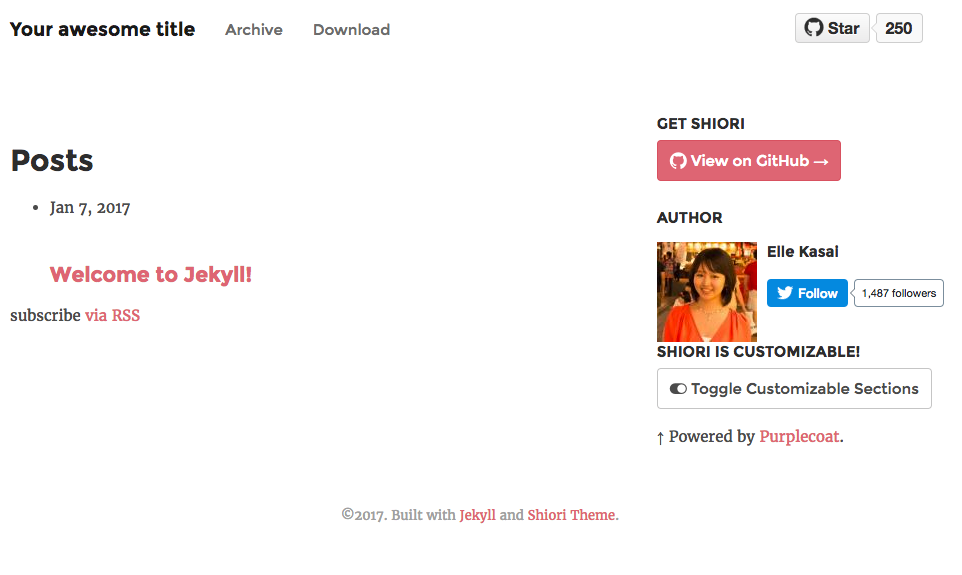 Your awesome title Archive Download Star 250
Posts
Jan 7, 2017
Welcome to Jekyll!
subscribe via RSS
GET SHIORI
View on GitHub →
AUTHOR
Elle Kasai
Follow 1,487 followers
SHIORI IS CUSTOMIZABLE!
Toggle Customizable Sections
↑ Powered by Purplecoat.
©2017. Built with Jekyll and Shiori Theme.